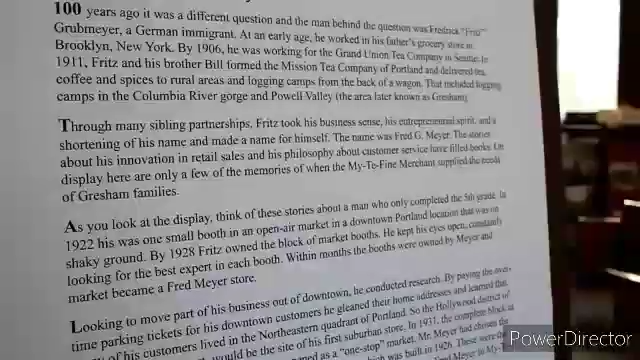 100 years ago it was a different question and the man behind the question was Fredrick "Fritz"
Grubmeyer, a German immigrant. At an early age, he worked in his father's grocery store in
Brooklyn, New York. By 1906, he was working for the Grand Union Tea Company in Seattle. In
1911, Fritz and his brother Bill formed the Mission Tea Company of Portland and delivered tea,
coffee and spices to rural areas and logging camps from the back of a wagon. That included logging
camps in the Columbia River gorge and Powell Valley (the area later known as Gresham).
Through many sibling partnerships, Fritz took his business sense, his entrepreneurial spirit, and a
shortening of his name and made a name for himself. The name was Fred G. Meyer. The stories
about his innovation in retail sales and his philosophy about customer service have filled books. On
display here are only a few of the memories of when the My-To-Fine Merchant supplied the needs
of Gresham families.
As you look at the display, think of these stories about a man who only completed the 5th grade. In
1922 his was one small booth in an open-air market in a downtown Portland location that was on
shaky ground. By 1928 Fritz owned the block of market booths. He kept his eyes open, constantly
looking for the best expert in each booth. Within months the booths were owned by Meyer and
market became a Fred Meyer store.
Looking to move part of his business out of downtown, he conducted research. By paying the over-
time parking tickets for his downtown customers he gleaned their home addresses and learned that
of his customers lived in the Northeastern quadrant of Portland. So the Hollywood district of
would be the site of his first suburban store. In 1931, the complete block
as a "one-stop" market. Mr. Meyer had chosen the
which was built in 1926. These were the
Meyer to My-
PowerDirector